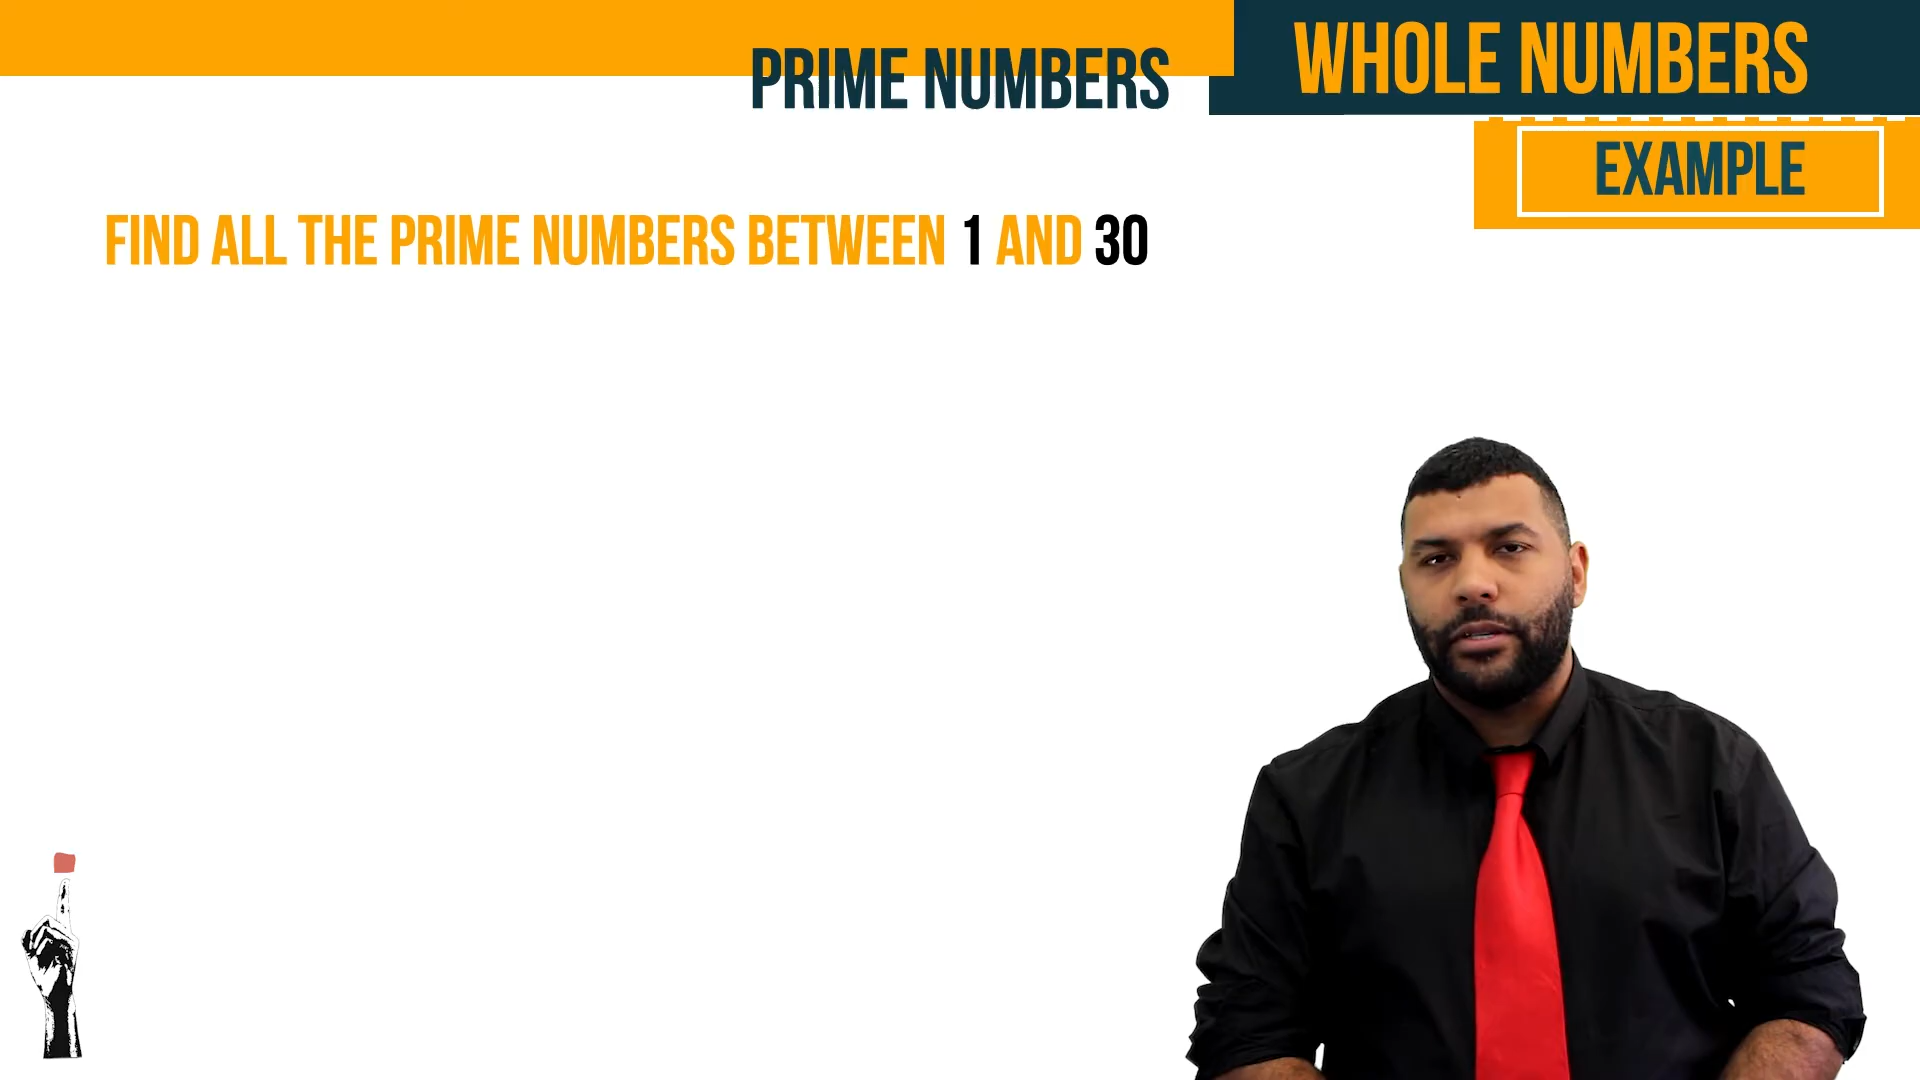 PRIME NUMBERS
WHOLE NUMBERS
EXAMPLE
FIND ALL THE PRIME NUMBERS BETWEEN 1 AND 30